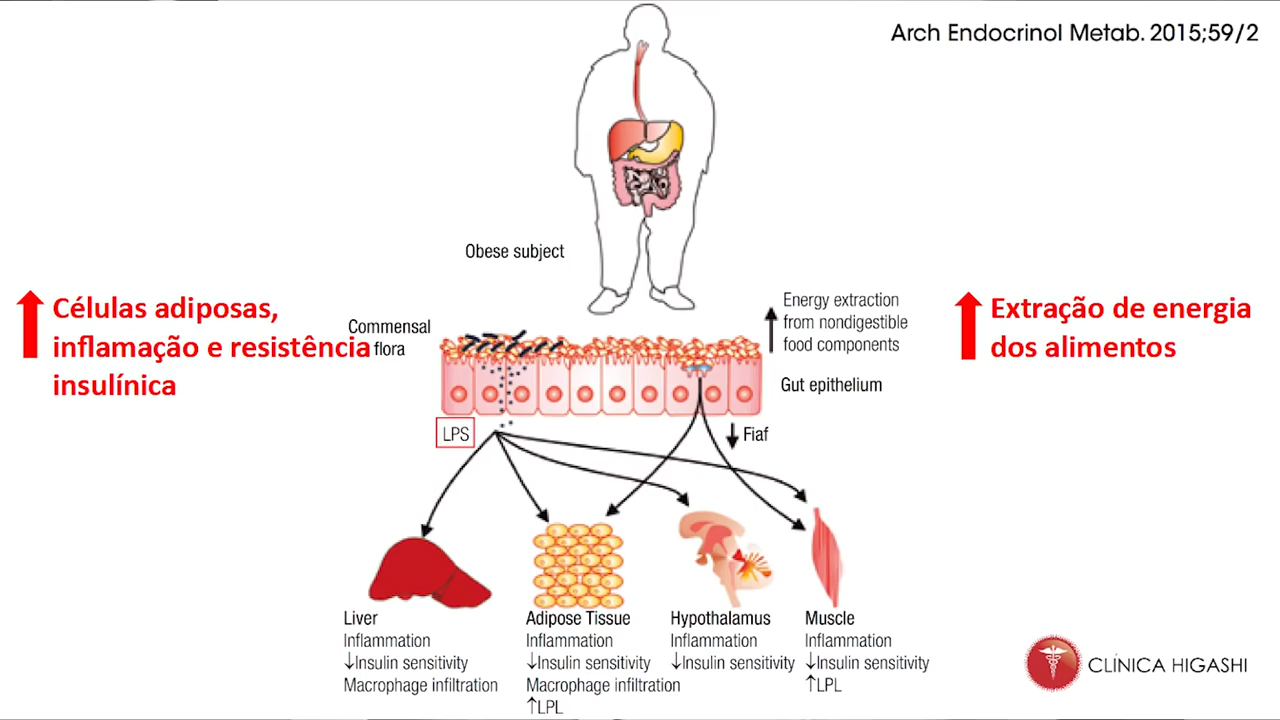 Arch Endocrinol Metab. 2015;59/2
Obese subject
Células adiposas,
inflamação e resistência
insulínica
Commensal
flora
Energy extraction
from nondigestible
food components
Extração de energia
dos alimentos
Gut epithelium
LPS
↓ Fiaf
Liver
Inflammation
↓Insulin sensitivity
Macrophage infiltration
Adipose Tissue
Inflammation
↓Insulin sensitivity
Macrophage infiltration
↑LPL
Hypothalamus
Inflammation
↓Insulin sensitivity
Muscle
Inflammation
↓Insulin sensitivity
↑LPL
CLÍNICA HIGASHI